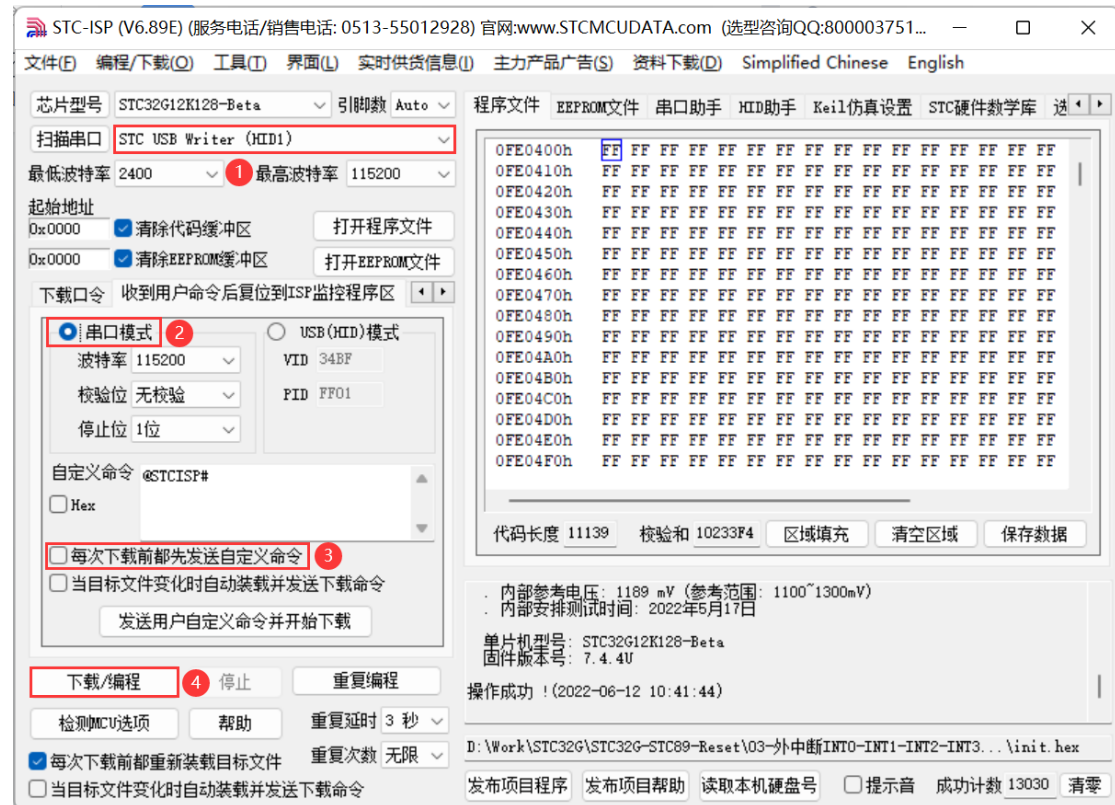 STC-ISP (V6.89E) (服务电话/销售电话: 0513-55012928) 官网:www.STCMCUDATA.com (选型咨询QQ:800003751...
文件(F) 编程/下载(O) 工具(T) 界面(L) 实时供货信息(I) 主力产品广告(S) 资料下载(D) Simplified Chinese English
芯片型号 STC32G12K128-Beta 引脚数 Auto
扫描串口 STC USB Writer (HID1)
最低波特率 2400 1 最高波特率 115200
起始地址
0x0000 清除代码缓冲区 打开程序文件
0x0000 清除EEPROM缓冲区 打开EEPROM文件
下载口令 收到用户命令后复位到ISP监控程序区
串口模式 2 USB(HID)模式
波特率 115200 VID 34BF
校验位 无校验 PID FF01
停止位 1位
自定义命令 @STCISP#
Hex
每次下载前都先发送自定义命令 3
当目标文件变化时自动装载并发送下载命令
发送用户自定义命令并开始下载
下载/编程 4 停止 重复编程
检测MCU选项 帮助 重复延时 3 秒
每次下载前都重新装载目标文件 重复次数 无限
当目标文件变化时自动装载并发送下载命令
程序文件 EEPROM文件 串口助手 HID助手 Keil仿真设置 STC硬件数学库 选
0FE0400h FF FF FF FF FF FF FF FF FF FF FF FF FF FF FF FF
0FE0410h FF FF FF FF FF FF FF FF FF FF FF FF FF FF FF FF
0FE0420h FF FF FF FF FF FF FF FF FF FF FF FF FF FF FF FF
0FE0430h FF FF FF FF FF FF FF FF FF FF FF FF FF FF FF FF
0FE0440h FF FF FF FF FF FF FF FF FF FF FF FF FF FF FF FF
0FE0450h FF FF FF FF FF FF FF FF FF FF FF FF FF FF FF FF
0FE0460h FF FF FF FF FF FF FF FF FF FF FF FF FF FF FF FF
0FE0470h FF FF FF FF FF FF FF FF FF FF FF FF FF FF FF FF
0FE0480h FF FF FF FF FF FF FF FF FF FF FF FF FF FF FF FF
0FE0490h FF FF FF FF FF FF FF FF FF FF FF FF FF FF FF FF
0FE04A0h FF FF FF FF FF FF FF FF FF FF FF FF FF FF FF FF
0FE04B0h FF FF FF FF FF FF FF FF FF FF FF FF FF FF FF FF
0FE04C0h FF FF FF FF FF FF FF FF FF FF FF FF FF FF FF FF
0FE04D0h FF FF FF FF FF FF FF FF FF FF FF FF FF FF FF FF
0FE04E0h FF FF FF FF FF FF FF FF FF FF FF FF FF FF FF FF
0FE04F0h FF FF FF FF FF FF FF FF FF FF FF FF FF FF FF FF
代码长度 11139 校验和 10233F4 区域填充 清空区域 保存数据
. 内部参考电压: 1189 mV (参考范围: 1100~1300mV)
. 内部安排测试时间: 2022年5月17日
单片机型号: STC32G12K128-Beta
固件版本号: 7.4.4U
操作成功 !(2022-06-12 10:41:44)
D:\Work\STC32G\STC32G-STC89-Reset\03-外中断INT0-INT1-INT2-INT3...\init.hex
发布项目程序 发布项目帮助 读取本机硬盘号 提示音 成功计数 13030 清零